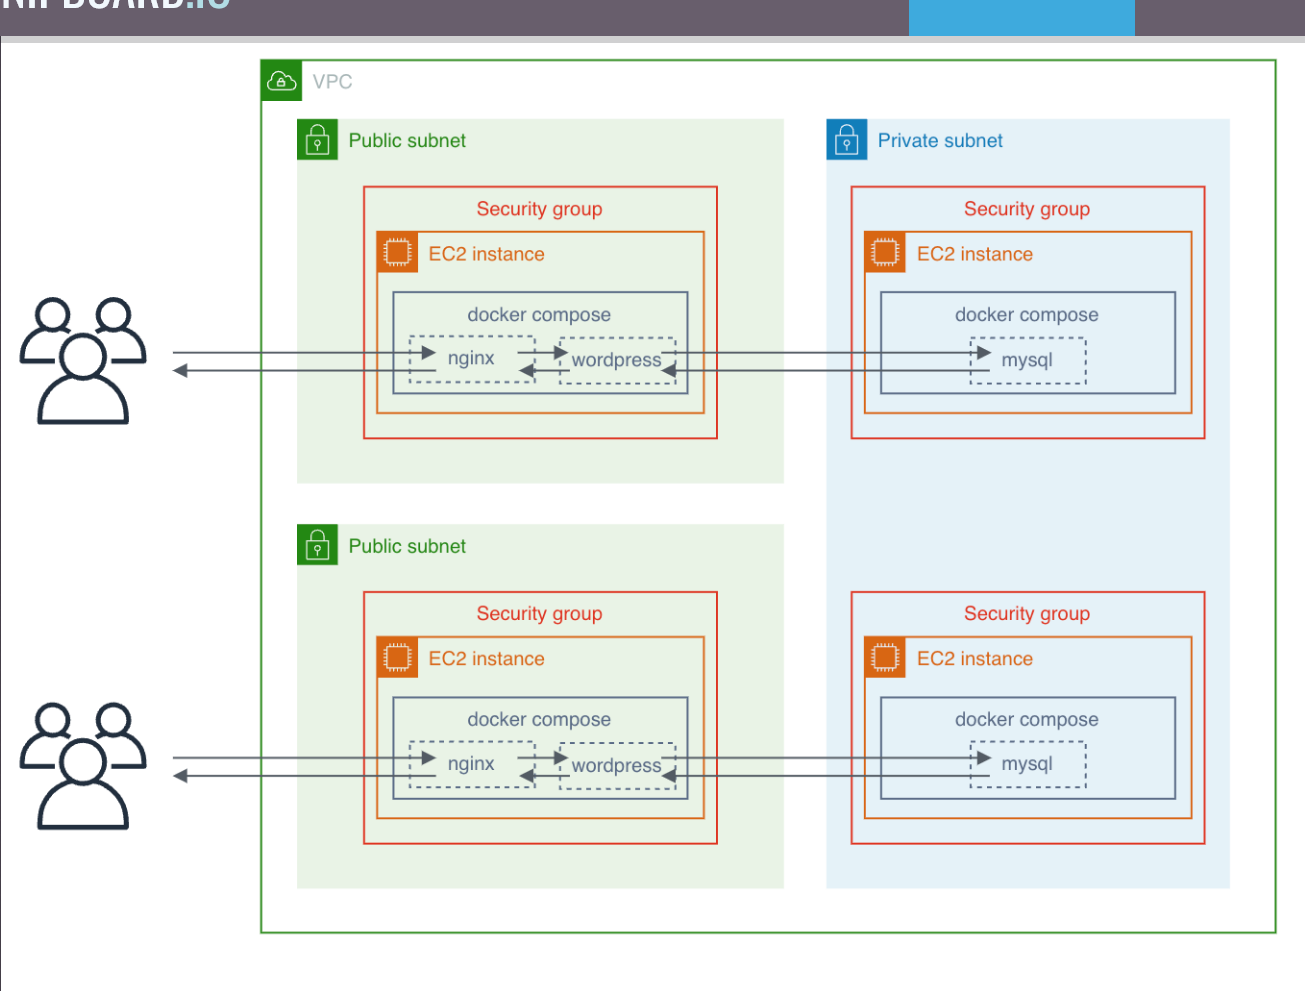 VPC
Public subnet
Private subnet
Security group
Security group
EC2 instance
EC2 instance
docker compose
docker compose
nginx
wordpress
mysql
Public subnet
Security group
Security group
EC2 instance
EC2 instance
docker compose
docker compose
nginx
wordpress
mysql